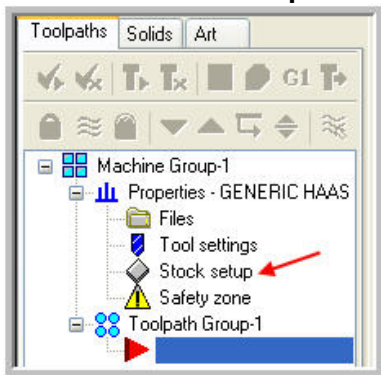 Toolpaths Solids Art
G1
Machine Group-1
Properties - GENERIC HAAS
Files
Tool settings
Stock setup
Safety zone
Toolpath Group-1